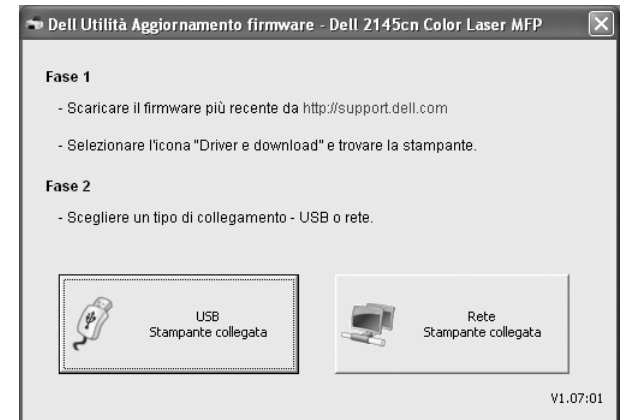 Dell Utilità Aggiornamento firmware - Dell 2145cn Color Laser MFP
Fase 1
- Scaricare il firmware più recente da http://support.dell.com
- Selezionare l'icona "Driver e download" e trovare la stampante.
Fase 2
- Scegliere un tipo di collegamento - USB o rete.
USB
Stampante collegata
Rete
Stampante collegata
V1.07:01